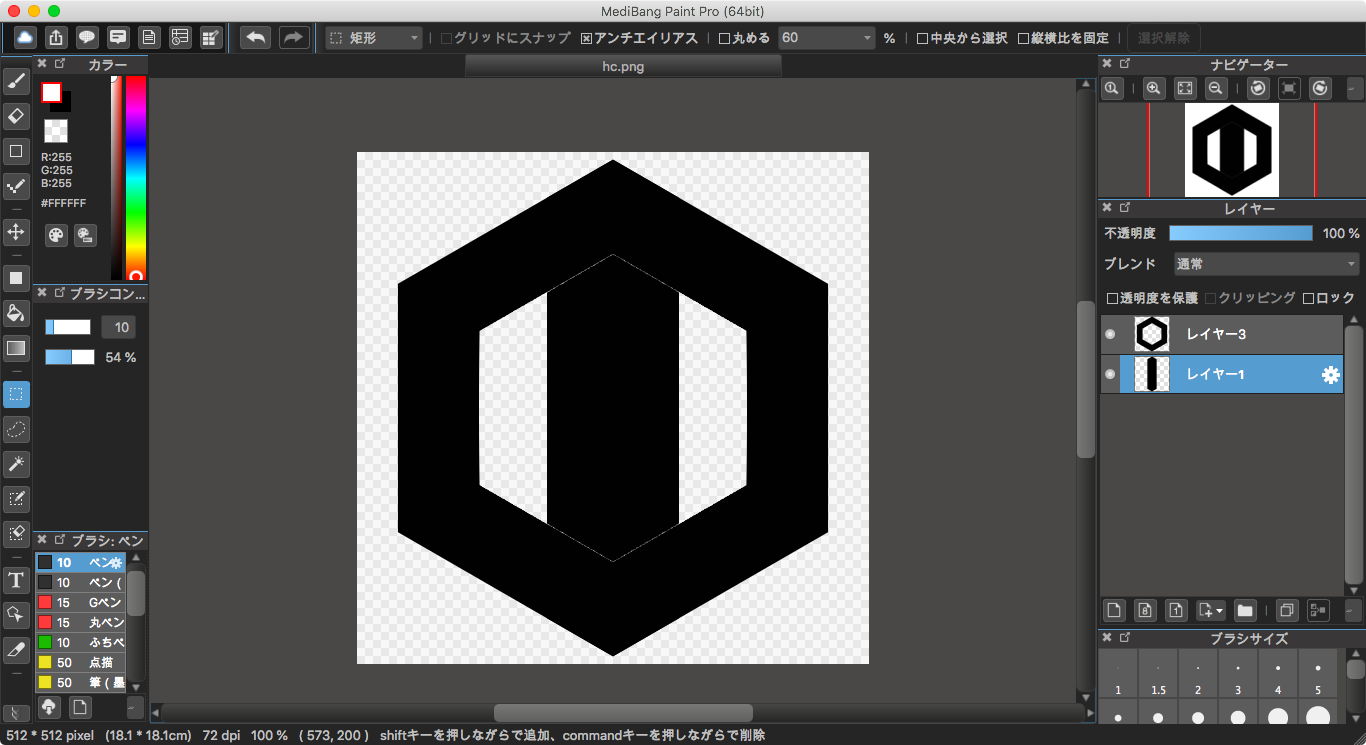 MediBang Paint Pro (64bit)
矩形 グリッドにスナップ アンチエイリアス 丸める 60 % 中央から選択 縦横比を固定 選択解除
hc.png
カラー
R:255
G:255
B:255
#FFFFFF
ブラシコン...
10
54 %
ブラシ: ペン
10 ペン
10 ペン (
15 Gペン
15 丸ペン
10 ふちペ
50 点描
50 筆 ( 墨
T
ナビゲーター
レイヤー
不透明度 100 %
ブレンド 通常
透明度を保護 クリッピング ロック
レイヤー3
レイヤー1
8 1
ブラシサイズ
1 1.5 2 3 4 5
512 * 512 pixel (18.1 * 18.1cm) 72 dpi 100 % ( 573, 200 ) shiftキーを押しながらで追加、commandキーを押しながらで削除